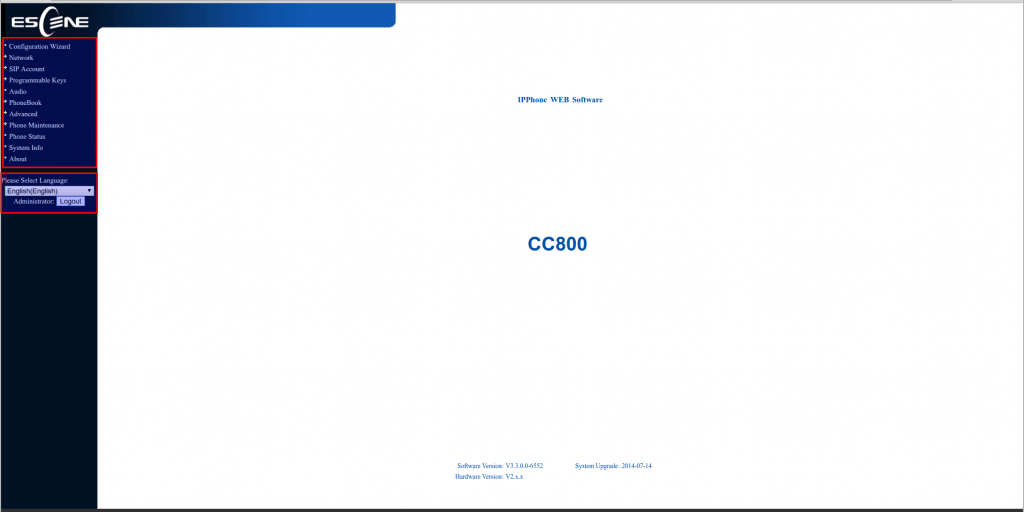 ESCENE
Configuration Wizard
Network
SIP Account
Programmable Keys
Audio
PhoneBook
Advanced
Phone Maintenance
Phone Status
System Info
About
Please Select Language:
English(English)
Administrator: Logout
IPPhone WEB Software
CC800
Software Version: V3.3.0.0-6552 System Upgrade: 2014-07-14
Hardware Version: V2.x.x